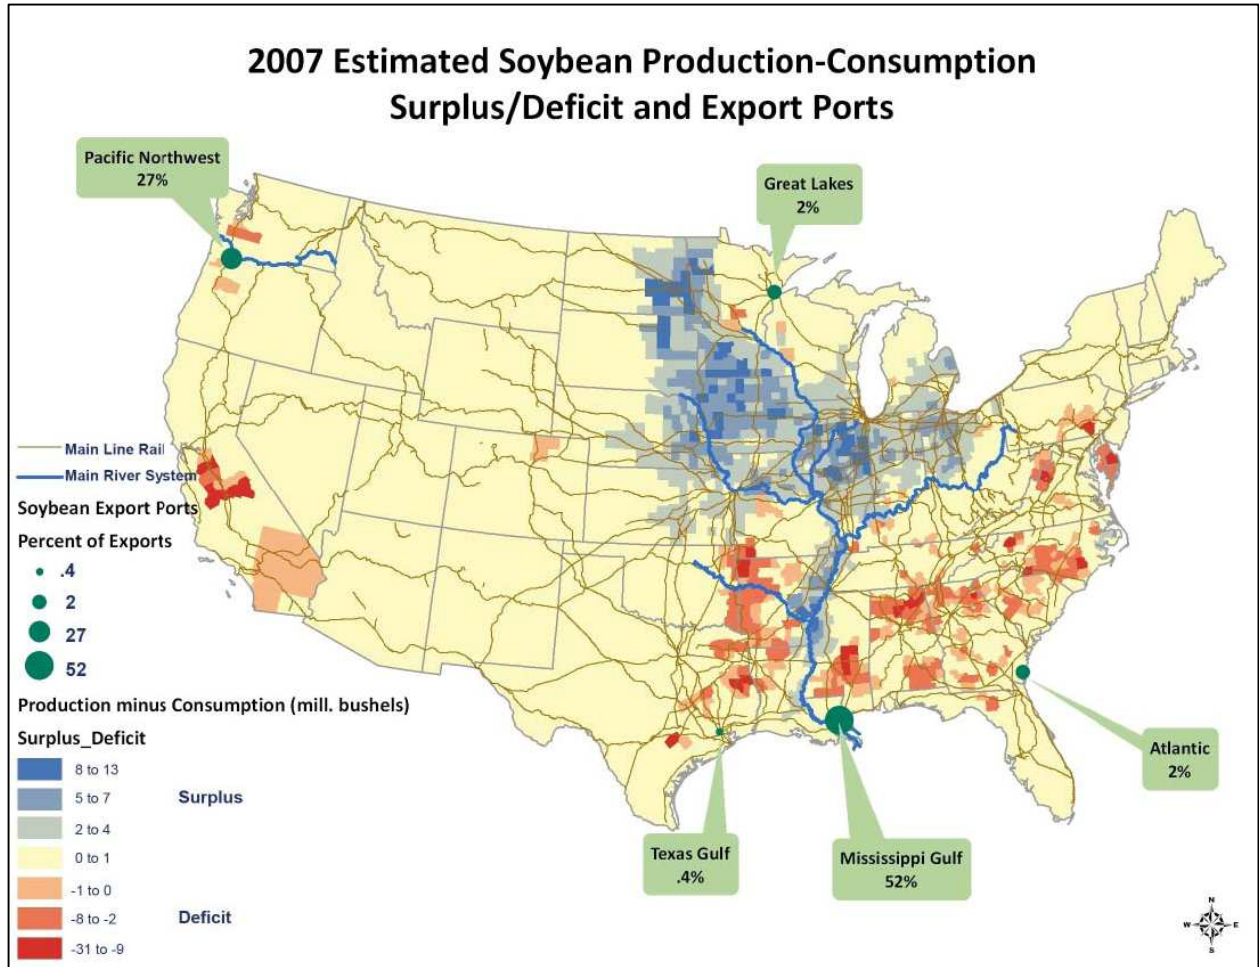 2007 Estimated Soybean Production-Consumption
Surplus/Deficit and Export Ports
Pacific Northwest
27%
Great Lakes
2%
Main Line Rail
Main River System
Soybean Export Ports
Percent of Exports
.4
2
27
52
Production minus Consumption (mill. bushels)
Surplus_Deficit
8 to 13
5 to 7
Surplus
2 to 4
0 to 1
-1 to 0
-8 to -2
Deficit
-31 to -9
Texas Gulf
.4%
Mississippi Gulf
52%
Atlantic
2%
N
W
E
S